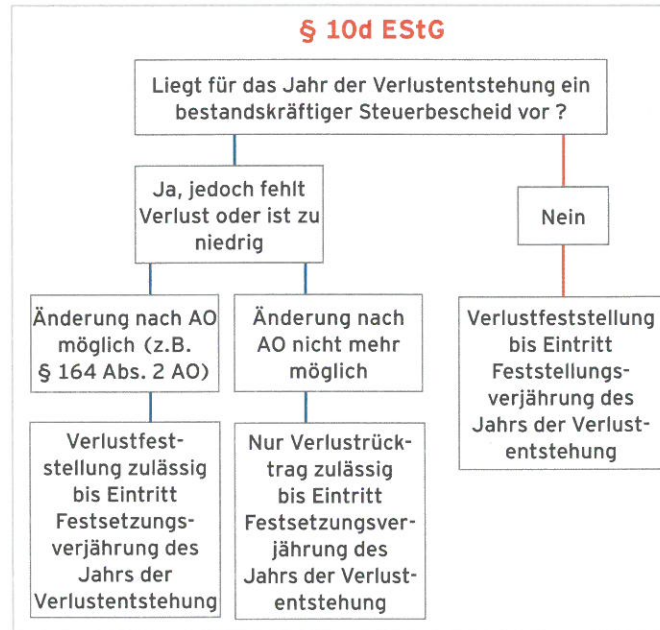 § 10d EStG
Liegt für das Jahr der Verlustentstehung ein
bestandskräftiger Steuerbescheid vor ?
Ja, jedoch fehlt
Verlust oder ist zu
niedrig
Nein
Änderung nach AO
möglich (z.B.
§ 164 Abs. 2 AO)
Änderung nach
AO nicht mehr
möglich
Verlustfeststellung
bis Eintritt
Feststellungs-
verjährung des
Jahrs der Verlust-
entstehung
Verlustfest-
stellung zulässig
bis Eintritt
Festsetzungs-
verjährung des
Jahrs der
Verlustentstehung
Nur Verlustrück-
trag zulässig
bis Eintritt
Festsetzungsver-
jährung des
Jahrs der Verlust-
entstehung